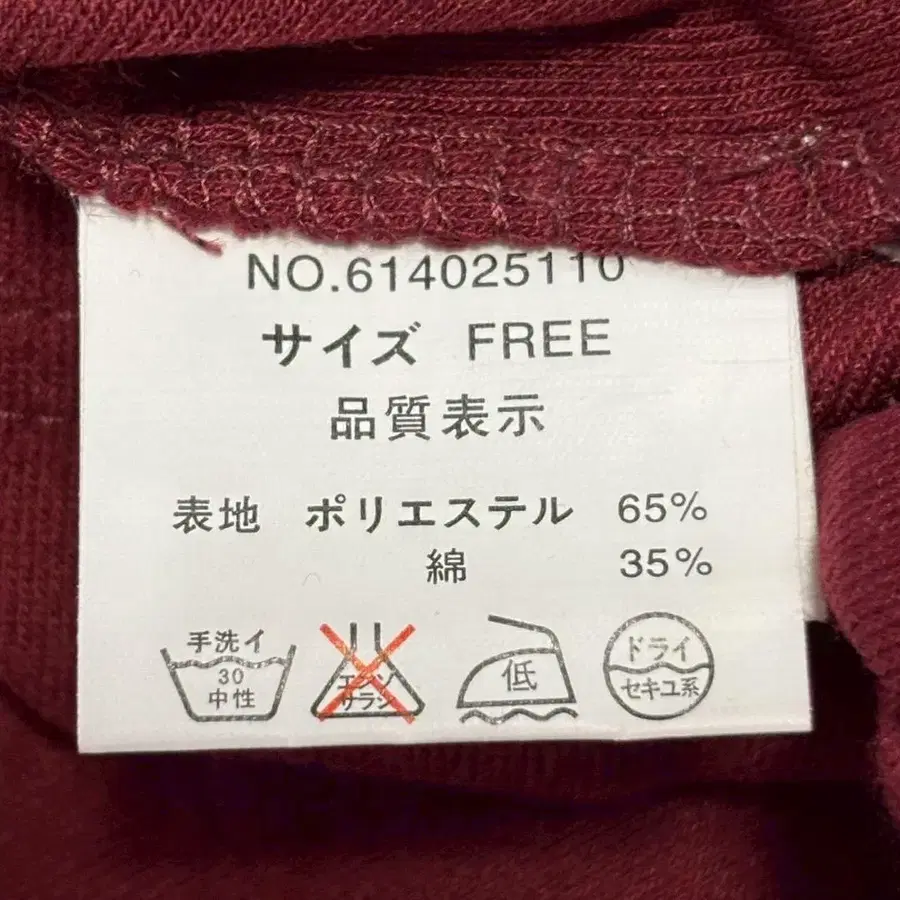 NO.614025110
サイズ FREE
品質表示
表地 ポリエステル 65%
綿 35%
手洗イ
30
中性
エンソ
サラシ
低
ドライ
セキユ系